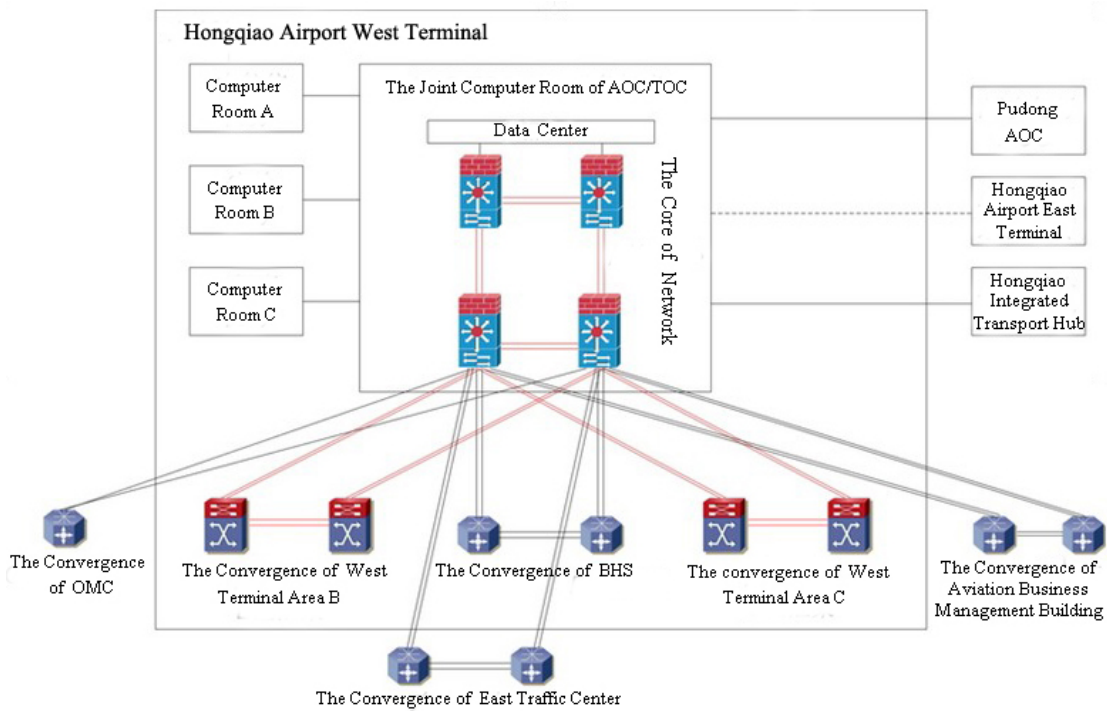 Hongqiao Airport West Terminal
Computer
Room A
The Joint Computer Room of AOC/TOC
Data Center
Pudong
AOC
Computer
Room B
The Core of Network
Hongqiao
Airport East
Terminal
Computer
Room C
Hongqiao
Integrated
Transport Hub
The Convergence
of OMC
The Convergence of West
Terminal Area B
The Convergence of BHS
The convergence of West
Terminal Area C
The Convergence of
Aviation Business
Management Building
The Convergence of East Traffic Center